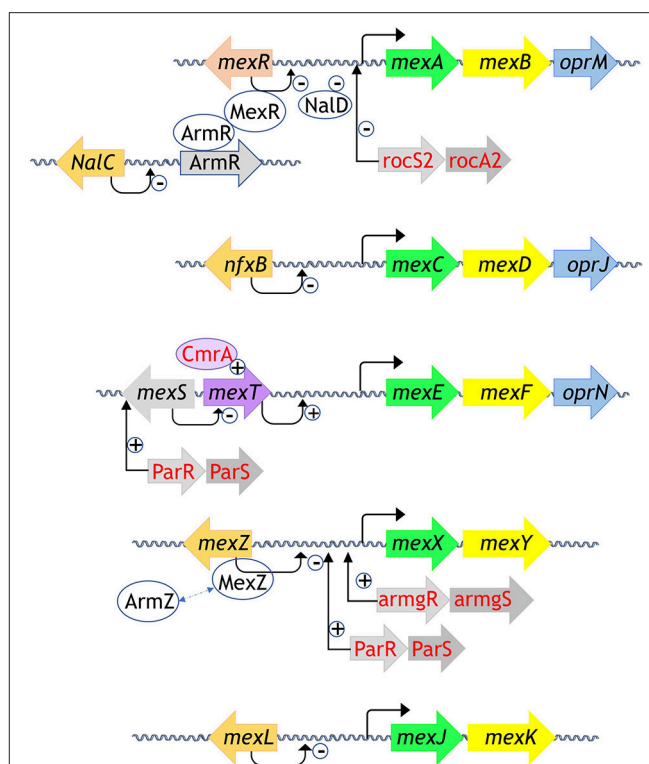 mexR mexA mexB oprM
-
-
MexR
NalD
ArmR
-
NalC ArmR
-
rocS2 rocA2
nfxB mexC mexD oprJ
-
CmrA
+
mexS mexT mexE mexF oprN
-
+
+
ParR ParS
mexZ mexX mexY
-
MexZ
ArmZ
+
armgR armgS
+
ParR ParS
mexL mexJ mexK
-